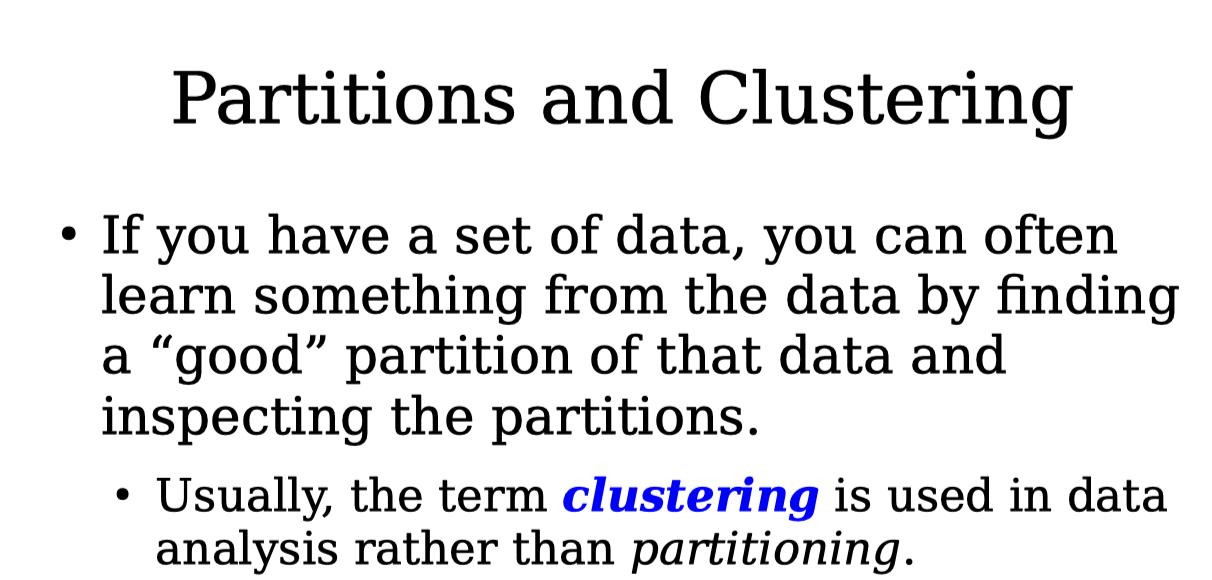 Partitions and Clustering
• If you have a set of data, you can often
learn something from the data by finding
a “good” partition of that data and
inspecting the partitions.
• Usually, the term clustering is used in data
analysis rather than partitioning.